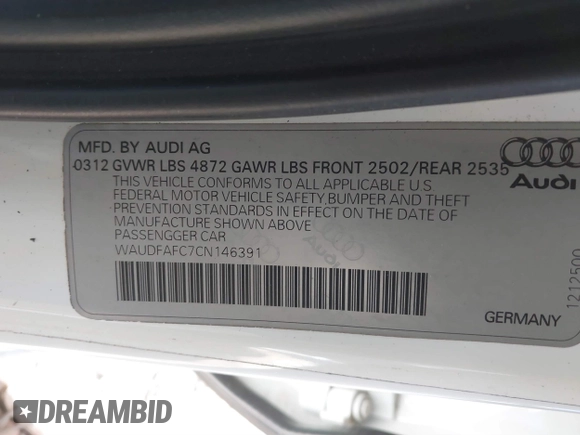 MFD. BY AUDI AG
0312 GVWR LBS 4872 GAWR LBS FRONT 2502/REAR 2535
THIS VEHICLE CONFORMS TO ALL APPLICABLE U.S
FEDERAL MOTOR VEHICLE SAFETY,BUMPER AND THEFT
PREVENTION STANDARDS IN EFFECT ON THE DATE OF
MANUFACTURE SHOWN ABOVE
PASSENGGER CAR
WAUDFAFC7CN146391
Audi
Audi
1212500
GERMANY
DREAMBID